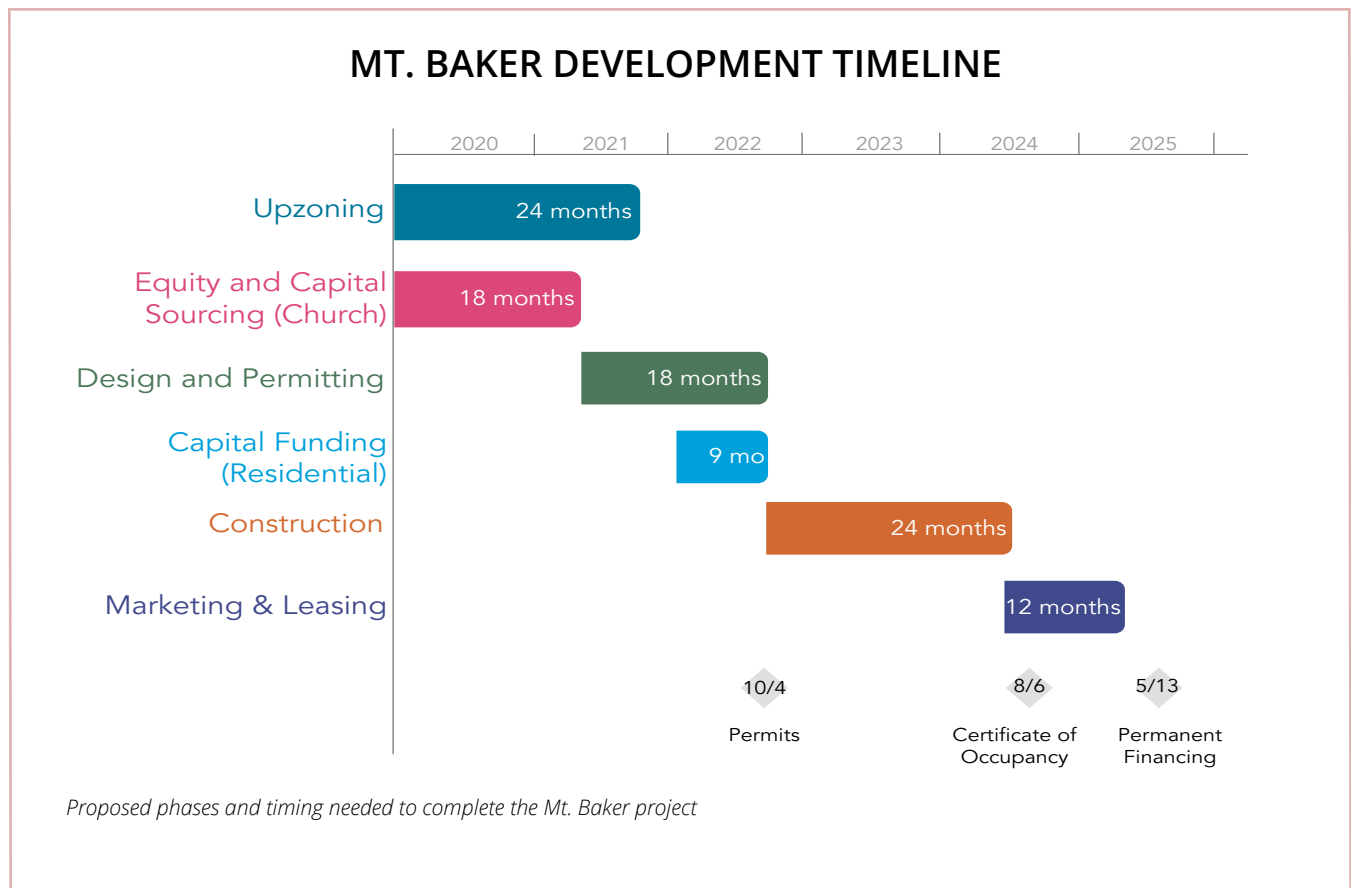 MT. BAKER DEVELOPMENT TIMELINE
2020 2021 2022 2023 2024 2025
Upzoning
24 months
Equity and Capital
Sourcing (Church)
18 months
Design and Permitting
18 months
Capital Funding
(Residential)
9 mo
Construction
24 months
Marketing & Leasing
12 months
10/4
Permits
8/6
Certificate of
Occupancy
5/13
Permanent
Financing
Proposed phases and timing needed to complete the Mt. Baker project